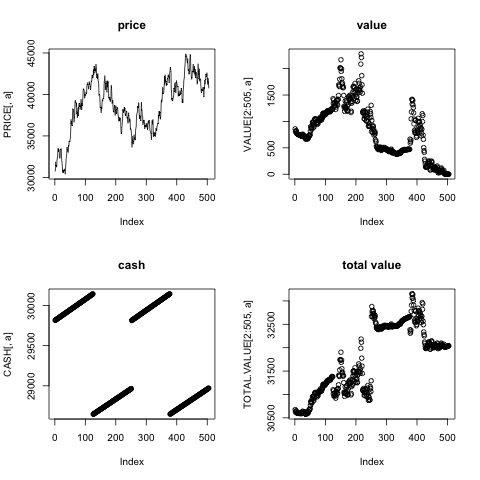 price
PRICE[, a]
30000 35000 40000 45000
0 100 200 300 400 500
Index
value
VALUE[2:505, a]
0 500 1500
0 100 200 300 400 500
Index
cash
CASH[, a]
29000 29500 30000
0 100 200 300 400 500
Index
total value
TOTAL.VALUE[2:505, a]
30500 31500 32500
0 100 200 300 400 500
Index